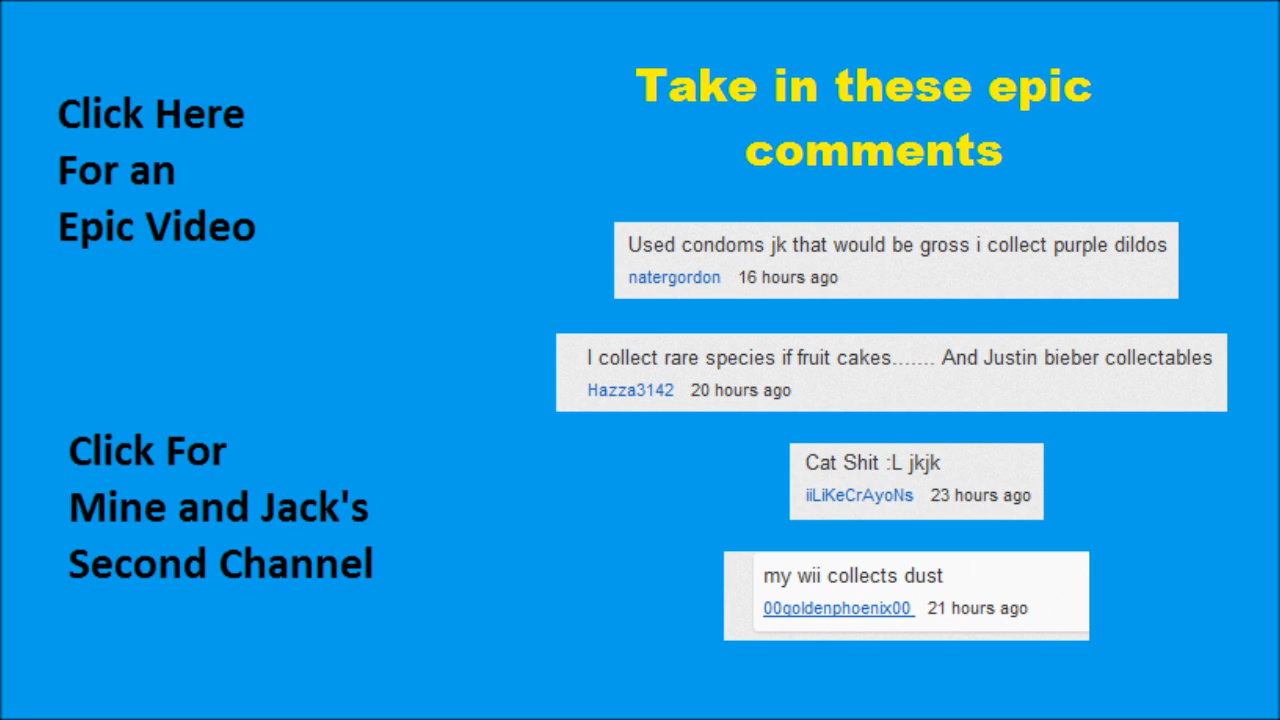 Click Here
For an
Epic Video
Click For
Mine and Jack's
Second Channel
Take in these epic
comments
Used condoms jk that would be gross i collect purple dildos
natergordon 16 hours ago
I collect rare species if fruit cakes....... And Justin bieber collectables
Hazza3142 20 hours ago
Cat Shit :L jkjk
iiLiKeCrAyoNs 23 hours ago
my wii collects dust
00goldenphoenix00 21 hours ago